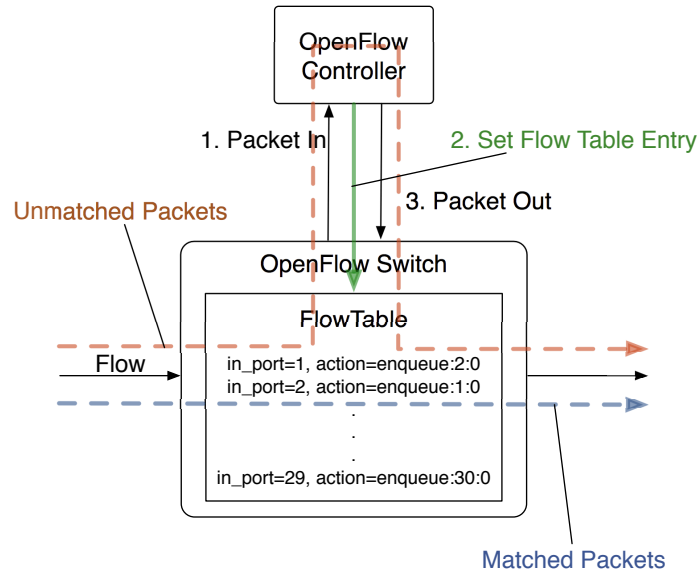 OpenFlow
Controller
1. Packet In
2. Set Flow Table Entry
3. Packet Out
Unmatched Packets
OpenFlow Switch
FlowTable
Flow
in_port=1, action=enqueue:2:0
in_port=2, action=enqueue:1:0
.
.
.
in_port=29, action=enqueue:30:0
Matched Packets